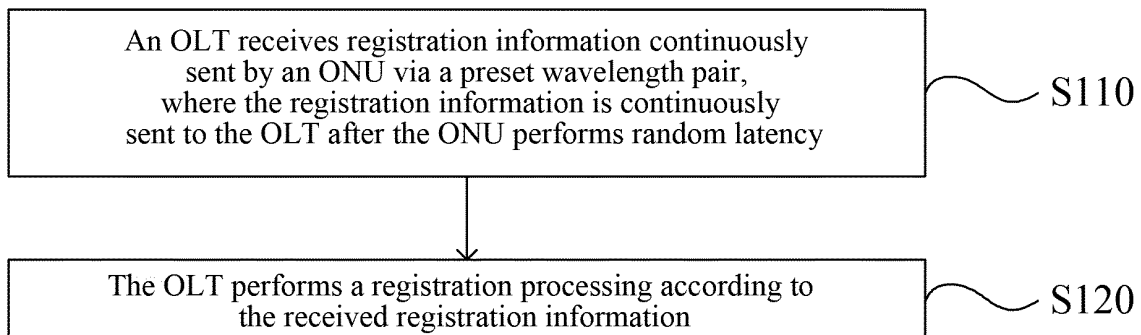 An OLT receives registration information continuously
sent by an ONU via a preset wavelength pair,
where the registration information is continuously
sent to the OLT after the ONU performs random latency
S110
The OLT performs a registration processing according to
the received registration information
S120